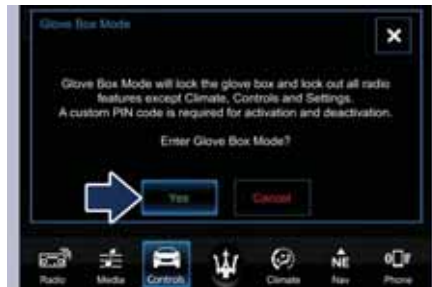 Glove Box Mode
Glove Box Mode will lock the glove box and lock out all radio
features except Climate, Controls and Settings.
A custom PIN code is required for activation and deactivation.
Enter Glove Box Mode?
Yes
Cancel
NE
Radio
Media
Controls
Climate
Nav
Phone